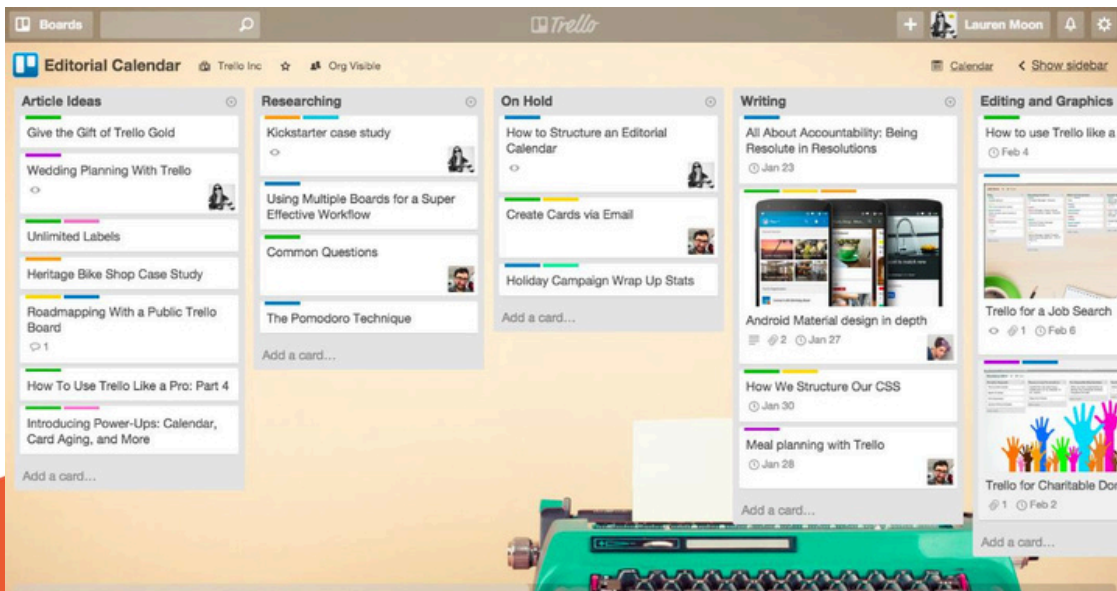 Boards
Trello
Lauren Moon
Editorial Calendar
Trello Inc
Org Visible
Calendar
< Show sidebar
Article Ideas
Give the Gift of Trello Gold
Wedding Planning With Trello
Unlimited Labels
Heritage Bike Shop Case Study
Roadmapping With a Public Trello
Board
1
How To Use Trello Like a Pro: Part 4
Introducing Power-Ups: Calendar,
Card Aging, and More
Add a card...
Researching
Kickstarter case study
Using Multiple Boards for a Super
Effective Workflow
Common Questions
The Pomodoro Technique
Add a card...
On Hold
How to Structure an Editorial
Calendar
Create Cards via Email
Holiday Campaign Wrap Up Stats
Add a card...
Writing
All About Accountability: Being
Resolute in Resolutions
Jan 23
Android Material design in depth
2 Jan 27
How We Structure Our CSS
Jan 30
Meal planning with Trello
Jan 28
Add a card...
Editing and Graphics
How to use Trello like a
Feb 4
Trello for a Job Search
1 Feb 6
Trello for Charitable Do
1 Feb 2
Add a card...